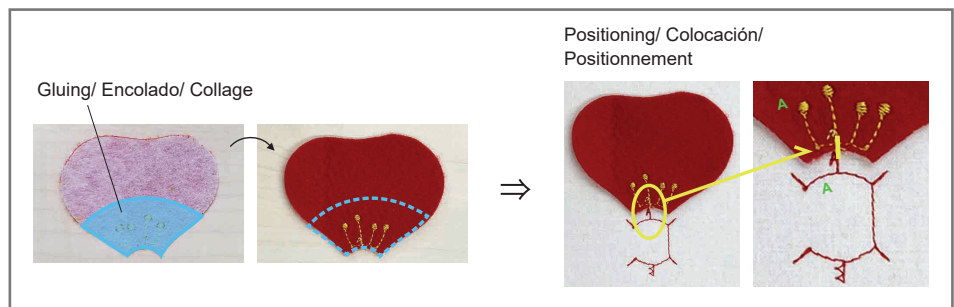 Gluing/ Encolado/ Collage
Positioning/ Colocación/
Positionnement
A
A